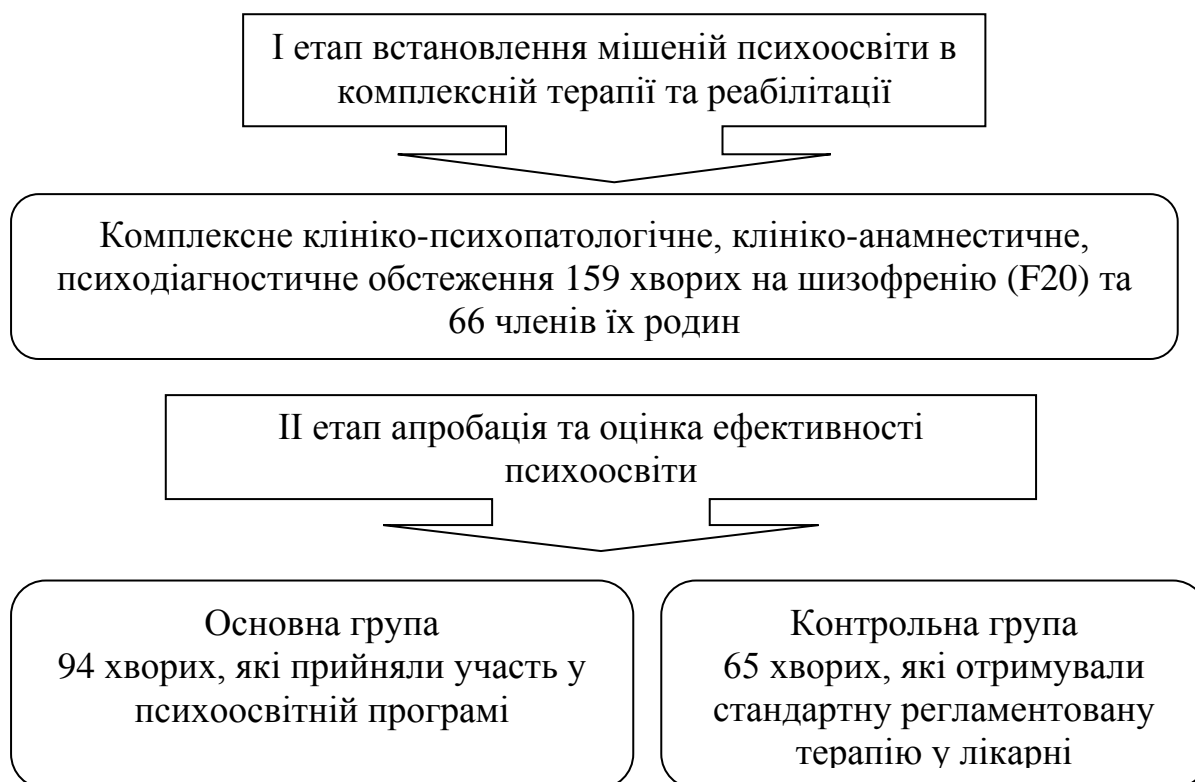 І етап встановлення мішеній психоосвіти в
комплексній терапії та реабілітації
Комплексне клініко-психопатологічне, клініко-анамнестичне,
психодіагностичне обстеження 159 хворих на шизофренію (F20) та
66 членів їх родин
ІІ етап апробація та оцінка ефективності
психоосвіти
Основна група
94 хворих, які прийняли участь у
психоосвітній програмі
Контрольна група
65 хворих, які отримували
стандартну регламентовану
терапію у лікарні